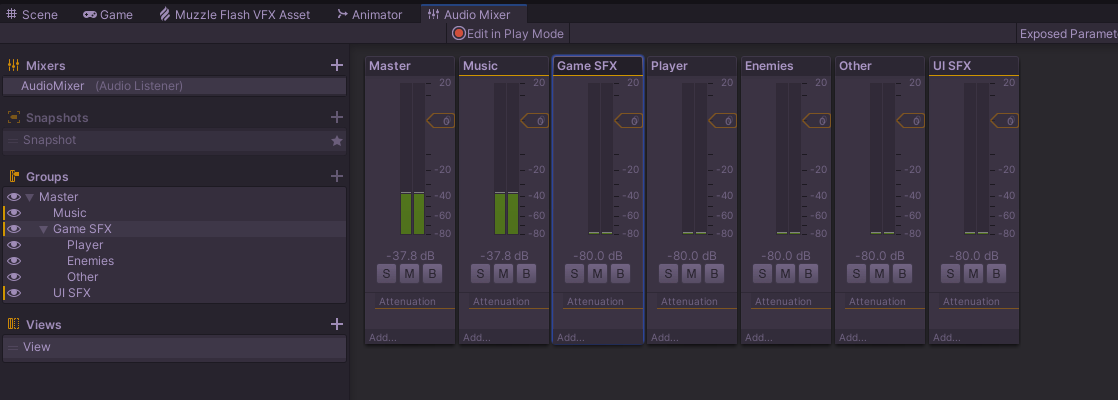 Scene Game Muzzle Flash VFX Asset Animator Audio Mixer
Edit in Play Mode Exposed Paramet
Mixers
AudioMixer (Audio Listener)
Snapshots
Snapshot
Groups
Master
Music
Game SFX
Player
Enemies
Other
UI SFX
Views
View
Master Music Game SFX Player Enemies Other UI SFX
20 20 20 20 20 20 20
0 0 0 0 0 0 0
-20 -20 -20 -20 -20 -20 -20
-40 -40 -40 -40 -40 -40 -40
-60 -60 -60 -60 -60 -60 -60
-80 -80 -80 -80 -80 -80 -80
-37.8 dB -37.8 dB -80.0 dB -80.0 dB -80.0 dB -80.0 dB -80.0 dB
S M B S M B S M B S M B S M B S M B S M B
Attenuation Attenuation Attenuation Attenuation Attenuation Attenuation Attenuation
Add... Add... Add... Add... Add... Add... Add...